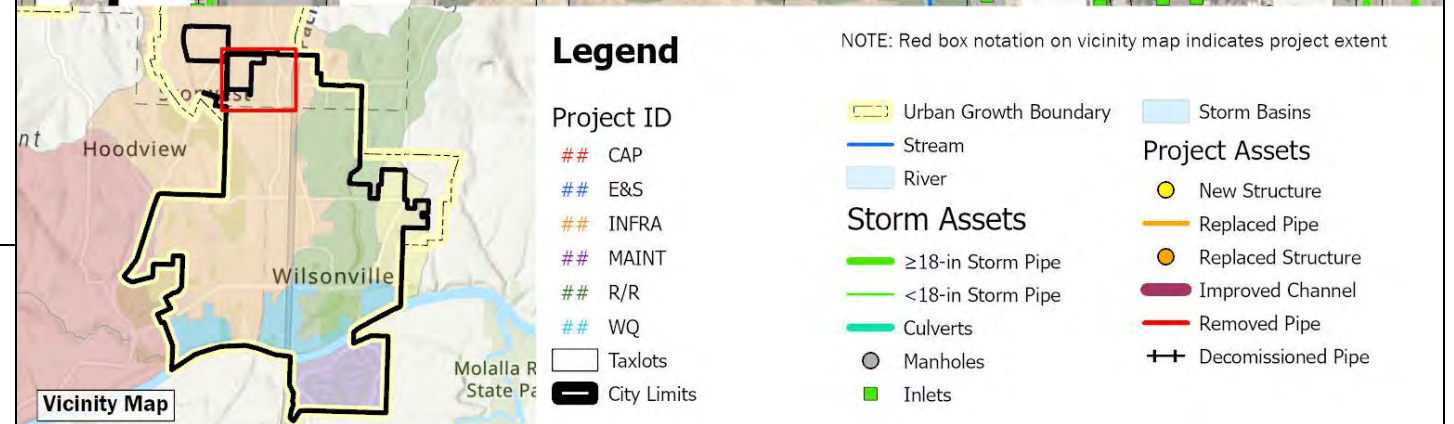 Hoodview
Wilsonville
nt
Molalla R
State Pa
Vicinity Map
Legend
Project ID
## CAP
## E&S
## INFRA
## MAINT
## R/R
## WQ
Taxlots
City Limits
NOTE: Red box notation on vicinity map indicates project extent
Urban Growth Boundary
Stream
River
Storm Assets
≥18-in Storm Pipe
<18-in Storm Pipe
Culverts
Manholes
Inlets
Storm Basins
Project Assets
New Structure
Replaced Pipe
Replaced Structure
Improved Channel
Removed Pipe
Decomissioned Pipe